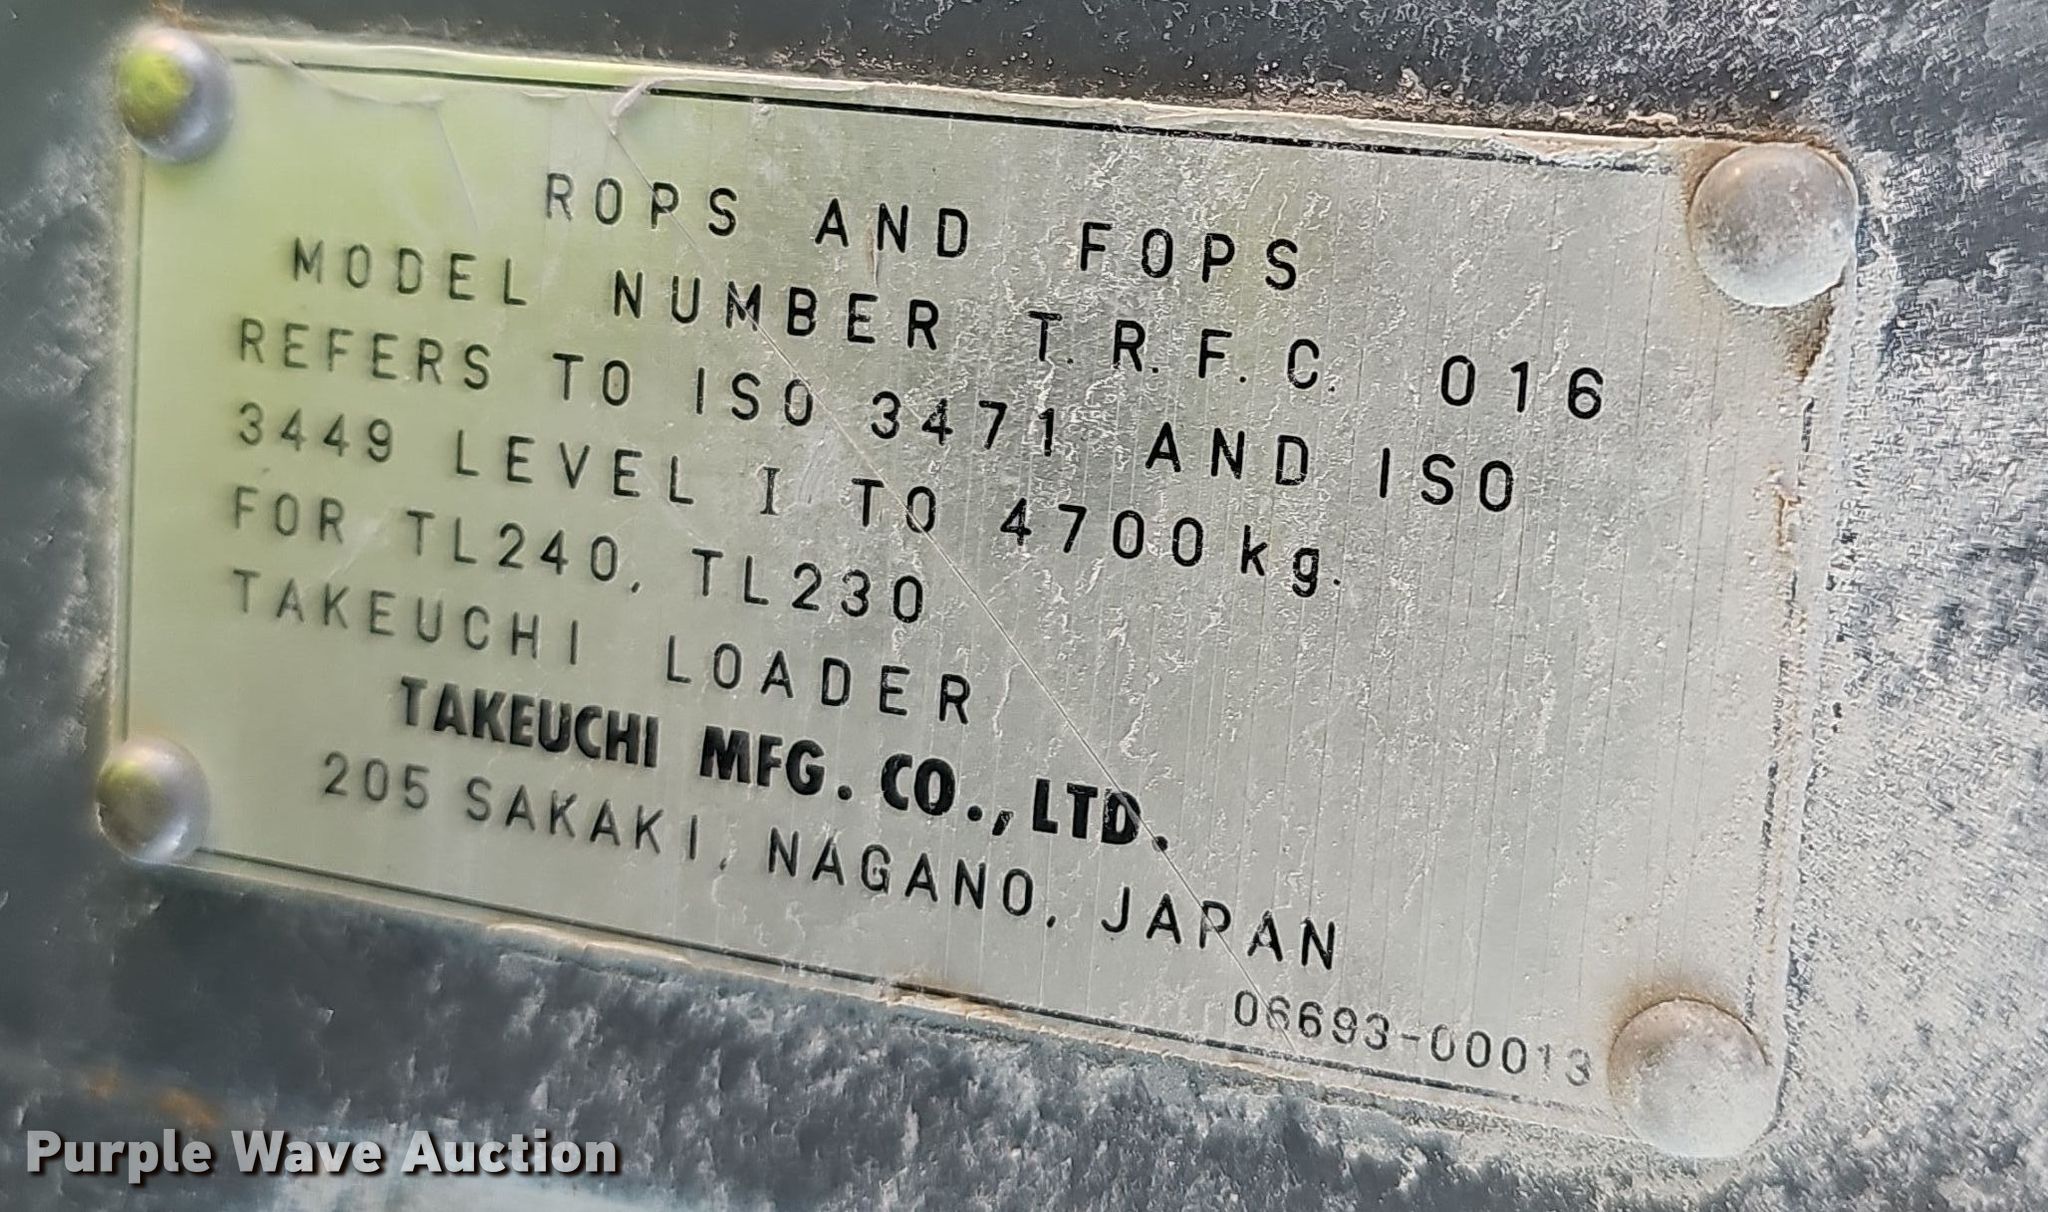 ROPS AND FOPS
MODEL NUMBER T.R.F.C. 016
REFERS TO ISO 3471 AND ISO
3449 LEVEL I TO 4700kg.
FOR TL240, TL230
TAKEUCHI LOADER
TAKEUCHI MFG. CO., LTD.
205 SAKAKI, NAGANO, JAPAN
06693-00013
Purple Wave Auction